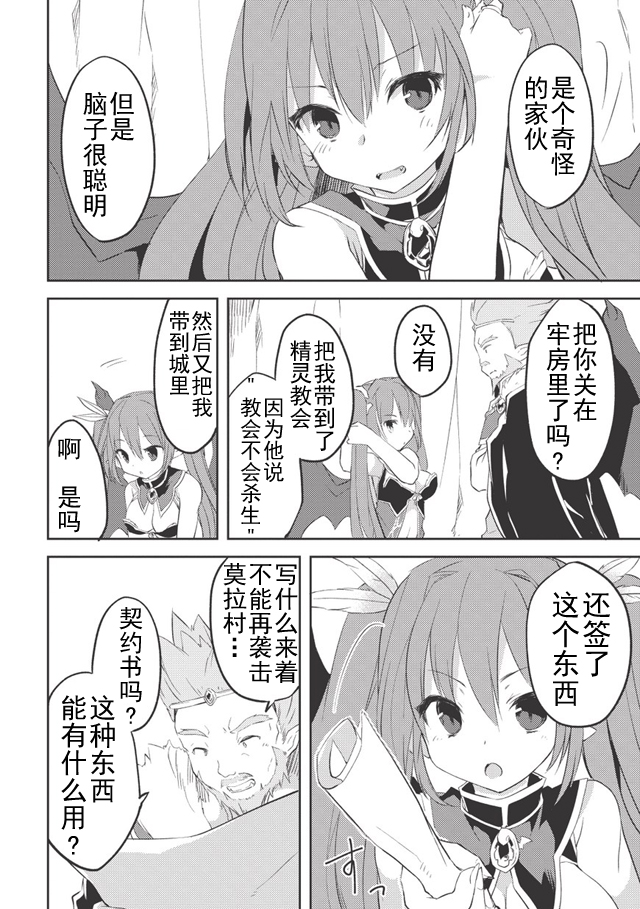 是个奇怪
的家伙
但是
脑子很聪明
把你关在
牢房里了吗？
没有
把我带到了
精灵教会
因为他说
"教会不会杀生"
然后又把我
带到城里
啊 是吗
还签了
这个东西
写什么来着
不能再袭击
莫拉村…
契约书吗？
这种东西
能有什么用？
すっ